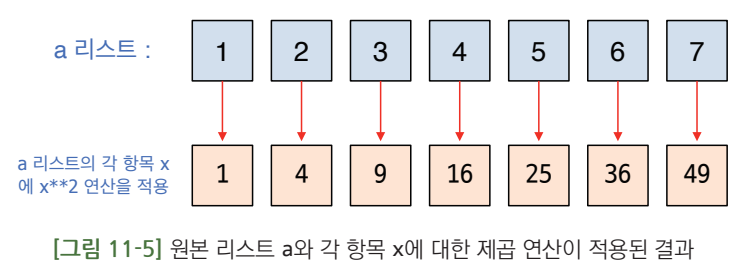 a 리스트 : 1 2 3 4 5 6 7
a 리스트의 각 항목 x
에 x**2 연산을 적용
1 4 9 16 25 36 49
[그림 11-5] 원본 리스트 a와 각 항목 x에 대한 제곱 연산이 적용된 결과